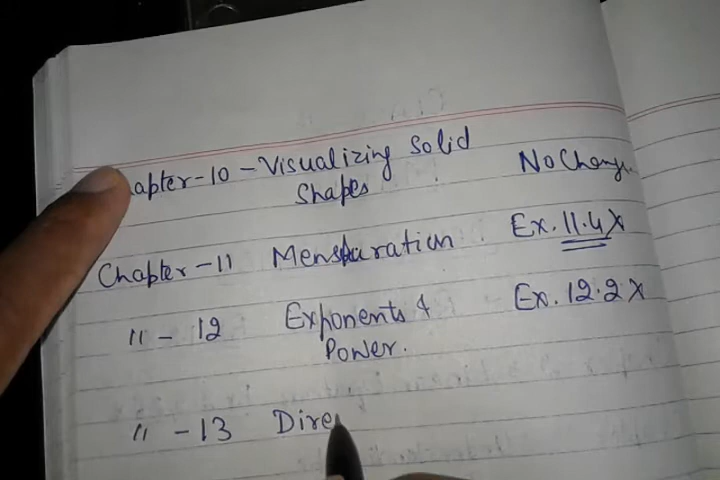 Chapter-10 - Visualizing Solid Shapes No Change
Chapter - 11 Mensuration Ex. 11.4 X
" - 12 Exponents & Power. Ex. 12.2 X
" - 13 Dire